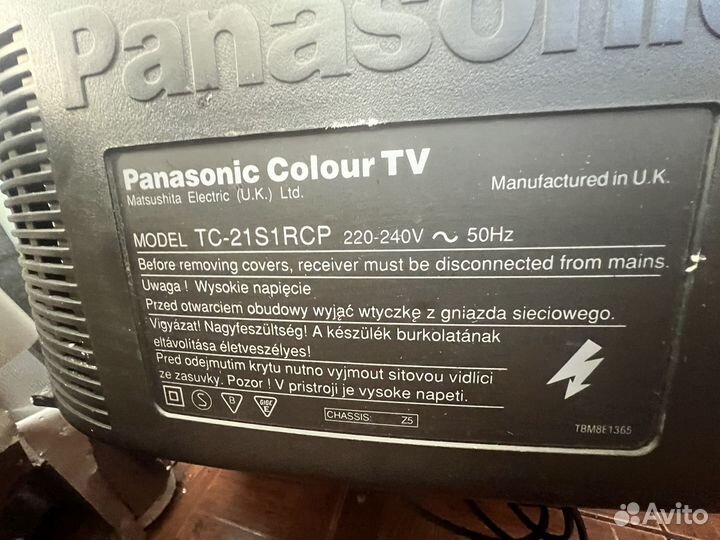 Panasonic
Panasonic Colour TV
Matsushita Electric (U.K.) Ltd.
Manufactured in U.K.
MODEL TC-21S1RCP 220-240V ~ 50Hz
Before removing covers, receiver must be disconnected from mains.
Uwaga ! Wysokie napięcie
Przed otwarciem obudowy wyjąć wtyczkę z gniazda sieciowego.
Vigyázat! Nagyfeszültség! A készülék burkolatának
eltávolítása életveszélyes!
Pred odejmutim krytu nutno vyjmout sitovou vidlici
ze zasuvky. Pozor ! V pristroji je vysoke napeti.
S B GIGE E
CHASSIS: Z5
TBM8E1365
Avito